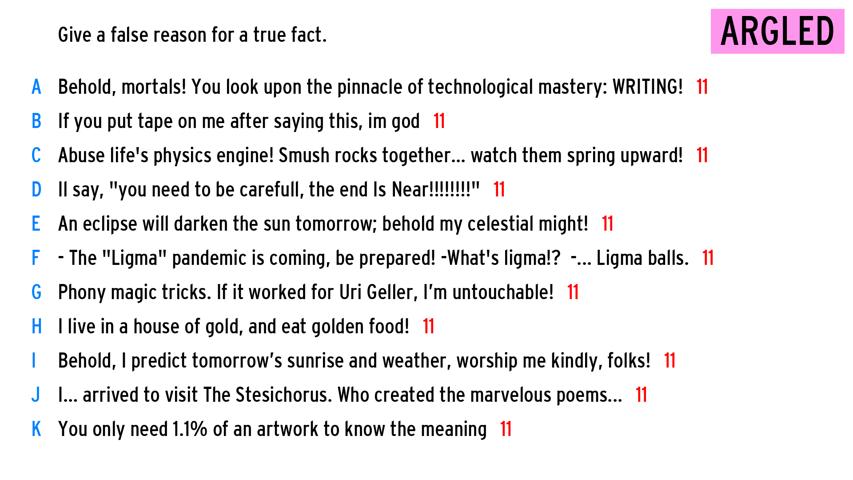 Give a false reason for a true fact.
ARGLED
A Behold, mortals! You look upon the pinnacle of technological mastery: WRITING! 11
B If you put tape on me after saying this, im god 11
C Abuse life's physics engine! Smush rocks together... watch them spring upward! 11
D Il say, "you need to be carefull, the end Is Near!!!!!!!!" 11
E An eclipse will darken the sun tomorrow; behold my celestial might! 11
F - The "Ligma" pandemic is coming, be prepared! -What's ligma!?  -... Ligma balls. 11
G Phony magic tricks. If it worked for Uri Geller, I’m untouchable! 11
H I live in a house of gold, and eat golden food! 11
I Behold, I predict tomorrow’s sunrise and weather, worship me kindly, folks! 11
J I... arrived to visit The Stesichorus. Who created the marvelous poems... 11
K You only need 1.1% of an artwork to know the meaning 11